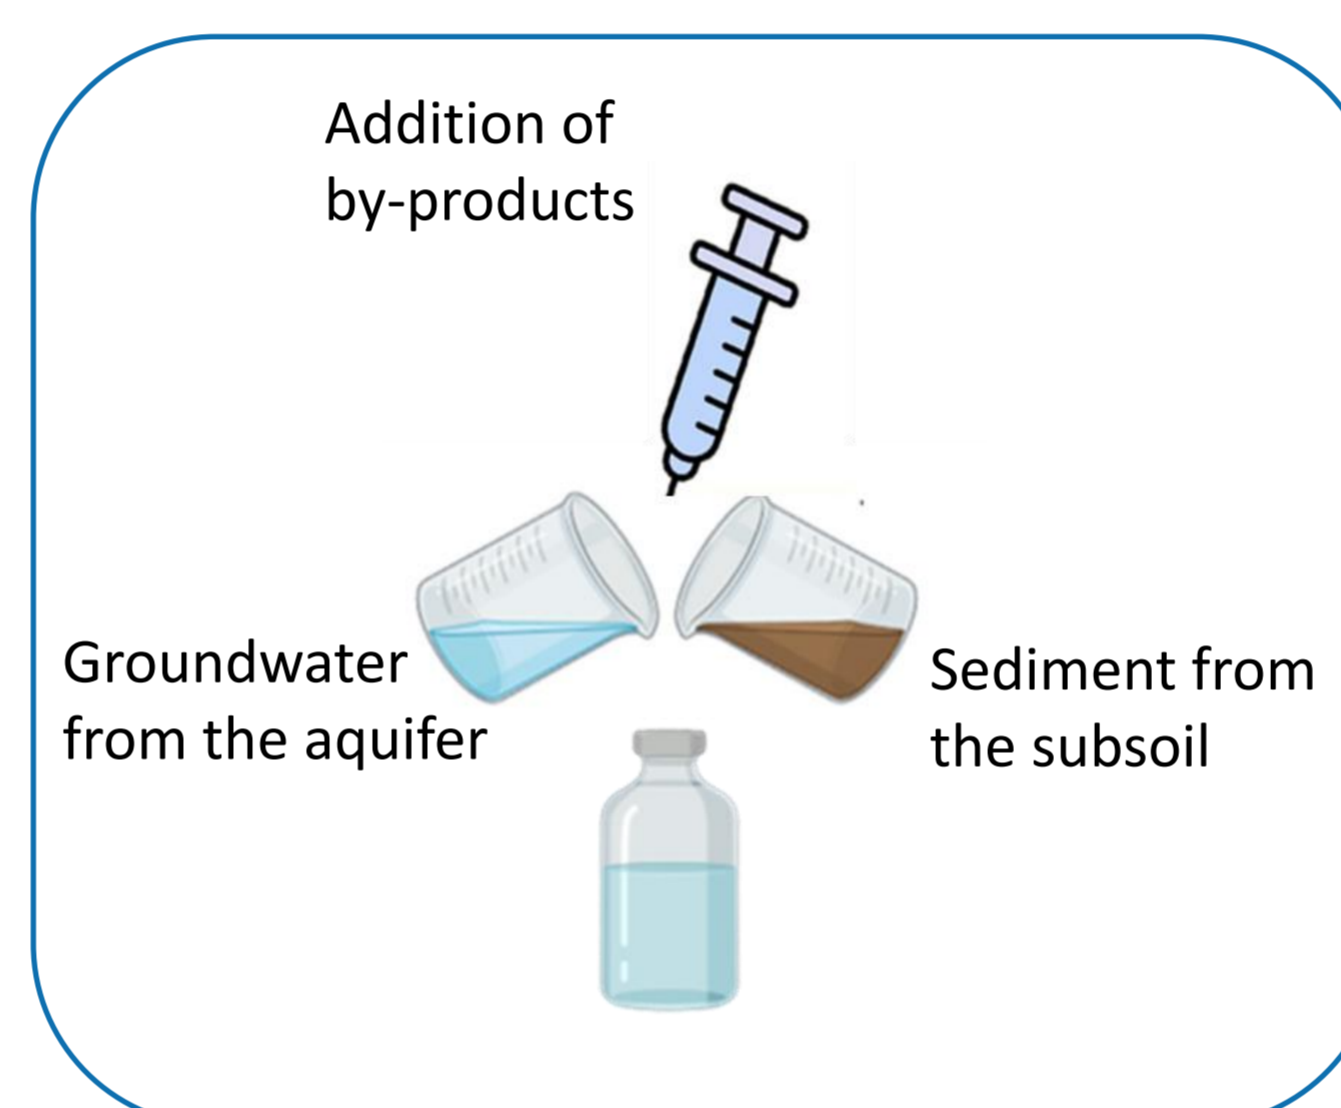 Addition of
by-products
Groundwater
from the aquifer
Sediment from
the subsoil